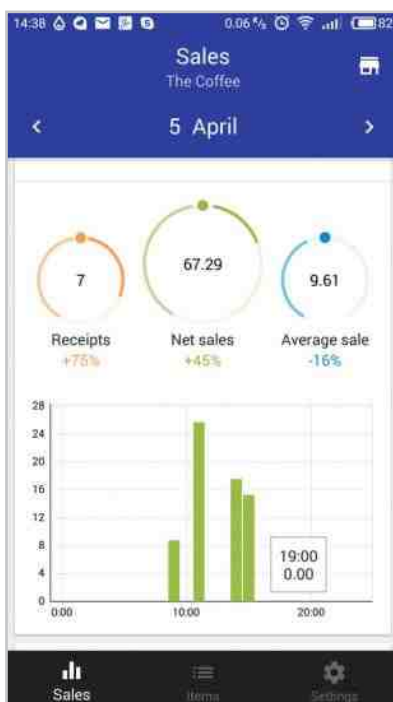 14:38 0.06 ᴷ/s 82
Sales
The Coffee
< 5 April >
7
67.29
9.61
Receipts Net sales Average sale
+75% +45% -16%
28
24
20
16
12
8
4
0
19:00
0.00
0:00 10:00 20:00
Sales Items Settings